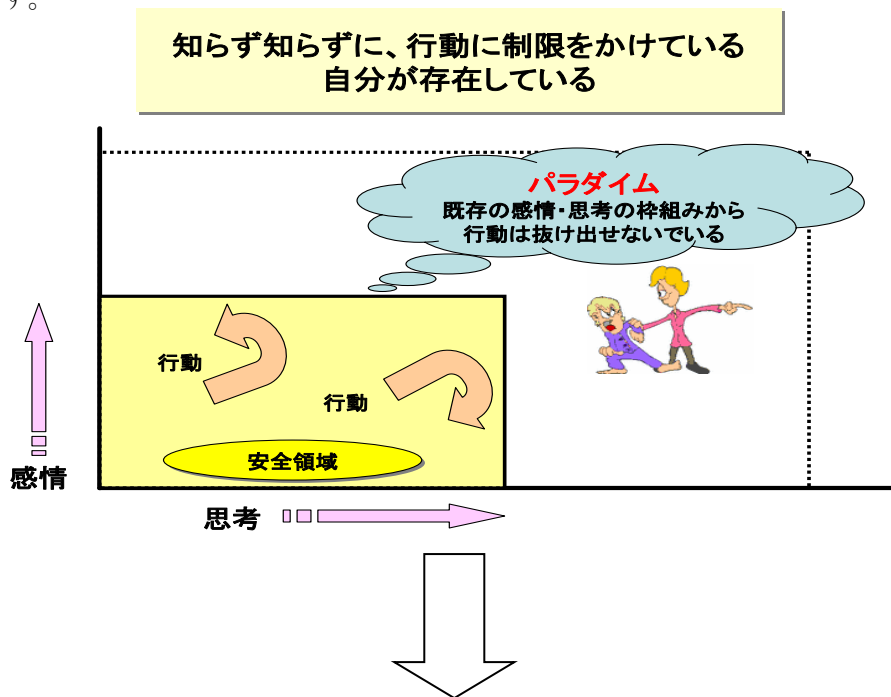 す。
知らず知らずに、行動に制限をかけている
自分が存在している
パラダイム
既存の感情・思考の枠組みから
行動は抜け出せないでいる
行動
行動
安全領域
感情
思考